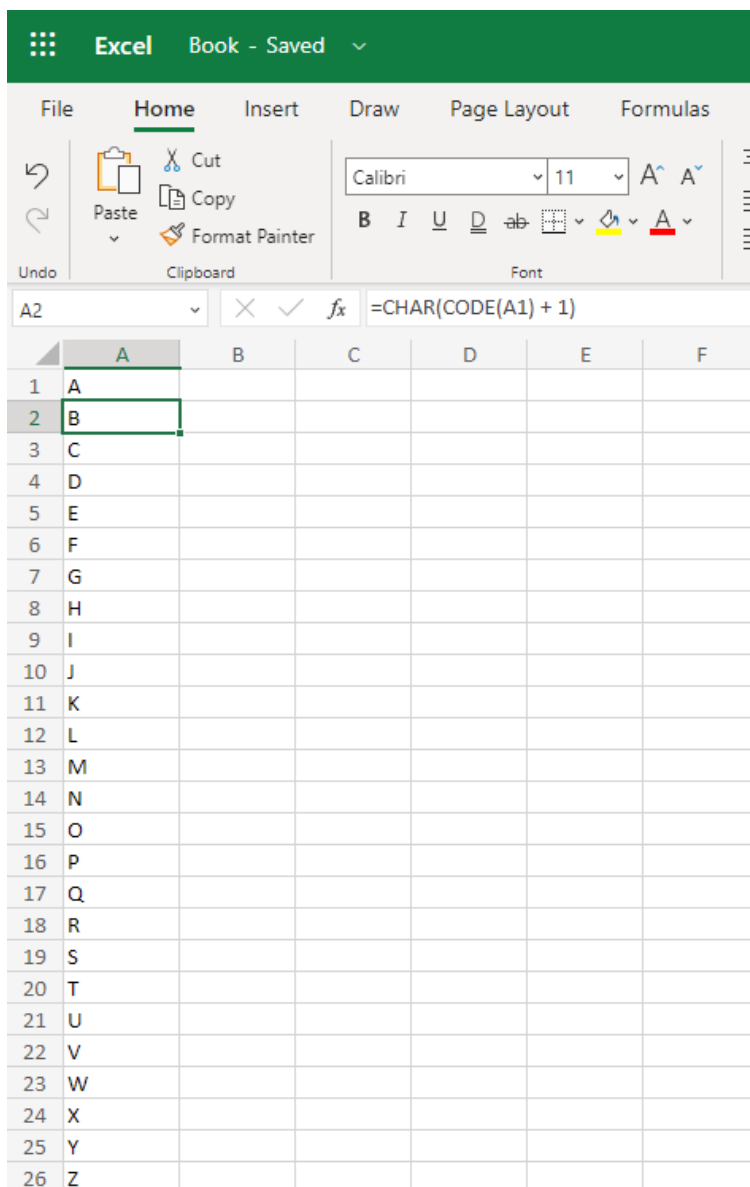 Excel Book - Saved
File Home Insert Draw Page Layout Formulas
Cut
Copy
Paste
Format Painter
Calibri 11 A A
B I U D ab A
Undo Clipboard Font
A2 fx =CHAR(CODE(A1) + 1)
A B C D E F
1 A
2 B
3 C
4 D
5 E
6 F
7 G
8 H
9 I
10 J
11 K
12 L
13 M
14 N
15 O
16 P
17 Q
18 R
19 S
20 T
21 U
22 V
23 W
24 X
25 Y
26 Z